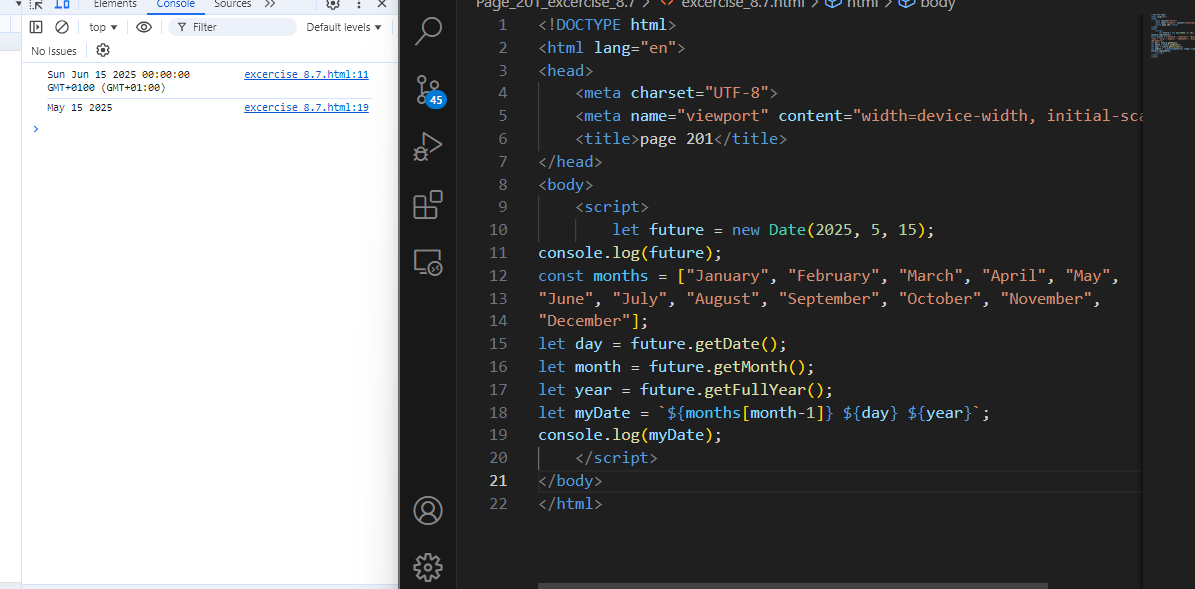 Elements Console Sources
top Filter Default levels
No Issues
Sun Jun 15 2025 00:00:00 excercise 8.7.html:11
GMT+0100 (GMT+01:00)
May 15 2025 excercise 8.7.html:19
45
Page_201_excercise_8.7 > <> excercise_8.7.html > html > body
1 <!DOCTYPE html>
2 <html lang="en">
3 <head>
4 <meta charset="UTF-8">
5 <meta name="viewport" content="width=device-width, initial-sca
6 <title>page 201</title>
7 </head>
8 <body>
9 <script>
10 let future = new Date(2025, 5, 15);
11 console.log(future);
12 const months = ["January", "February", "March", "April", "May",
13 "June", "July", "August", "September", "October", "November",
14 "December"];
15 let day = future.getDate();
16 let month = future.getMonth();
17 let year = future.getFullYear();
18 let myDate = `${months[month-1]} ${day} ${year}`;
19 console.log(myDate);
20 </script>
21 </body>
22 </html>